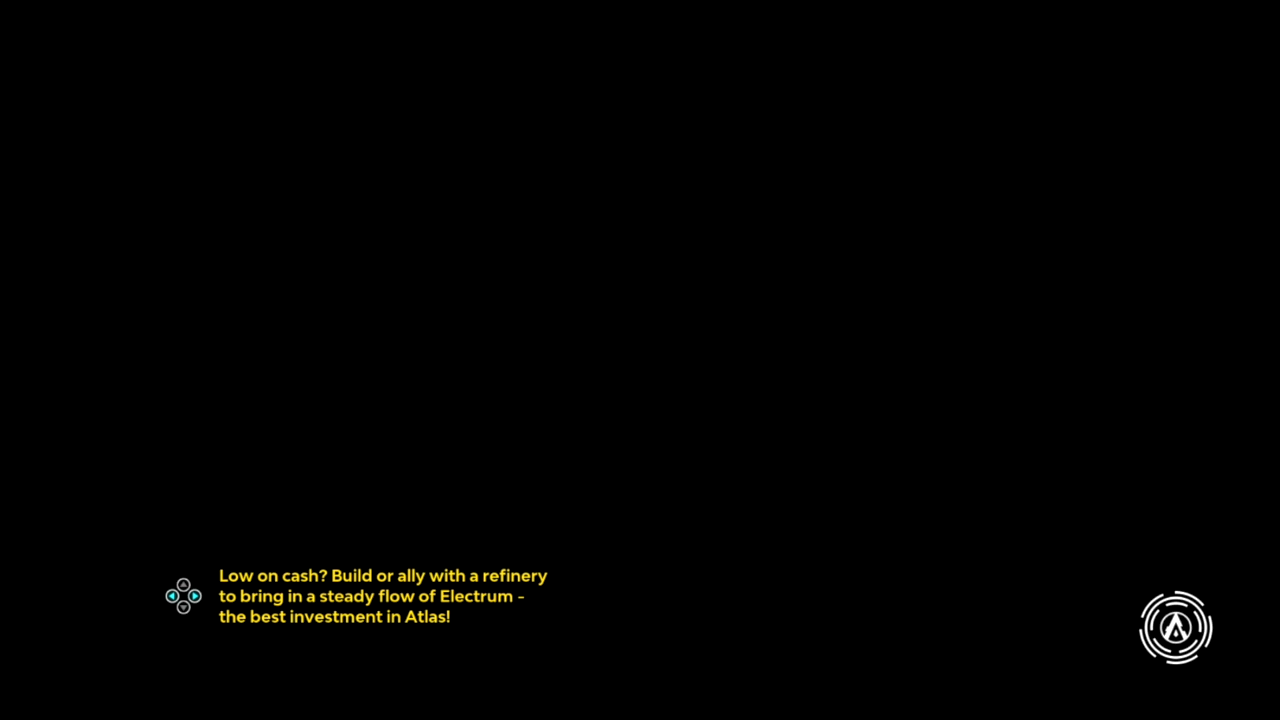 Low on cash? Build or ally with a refinery
to bring in a steady flow of Electrum -
the best investment in Atlas!